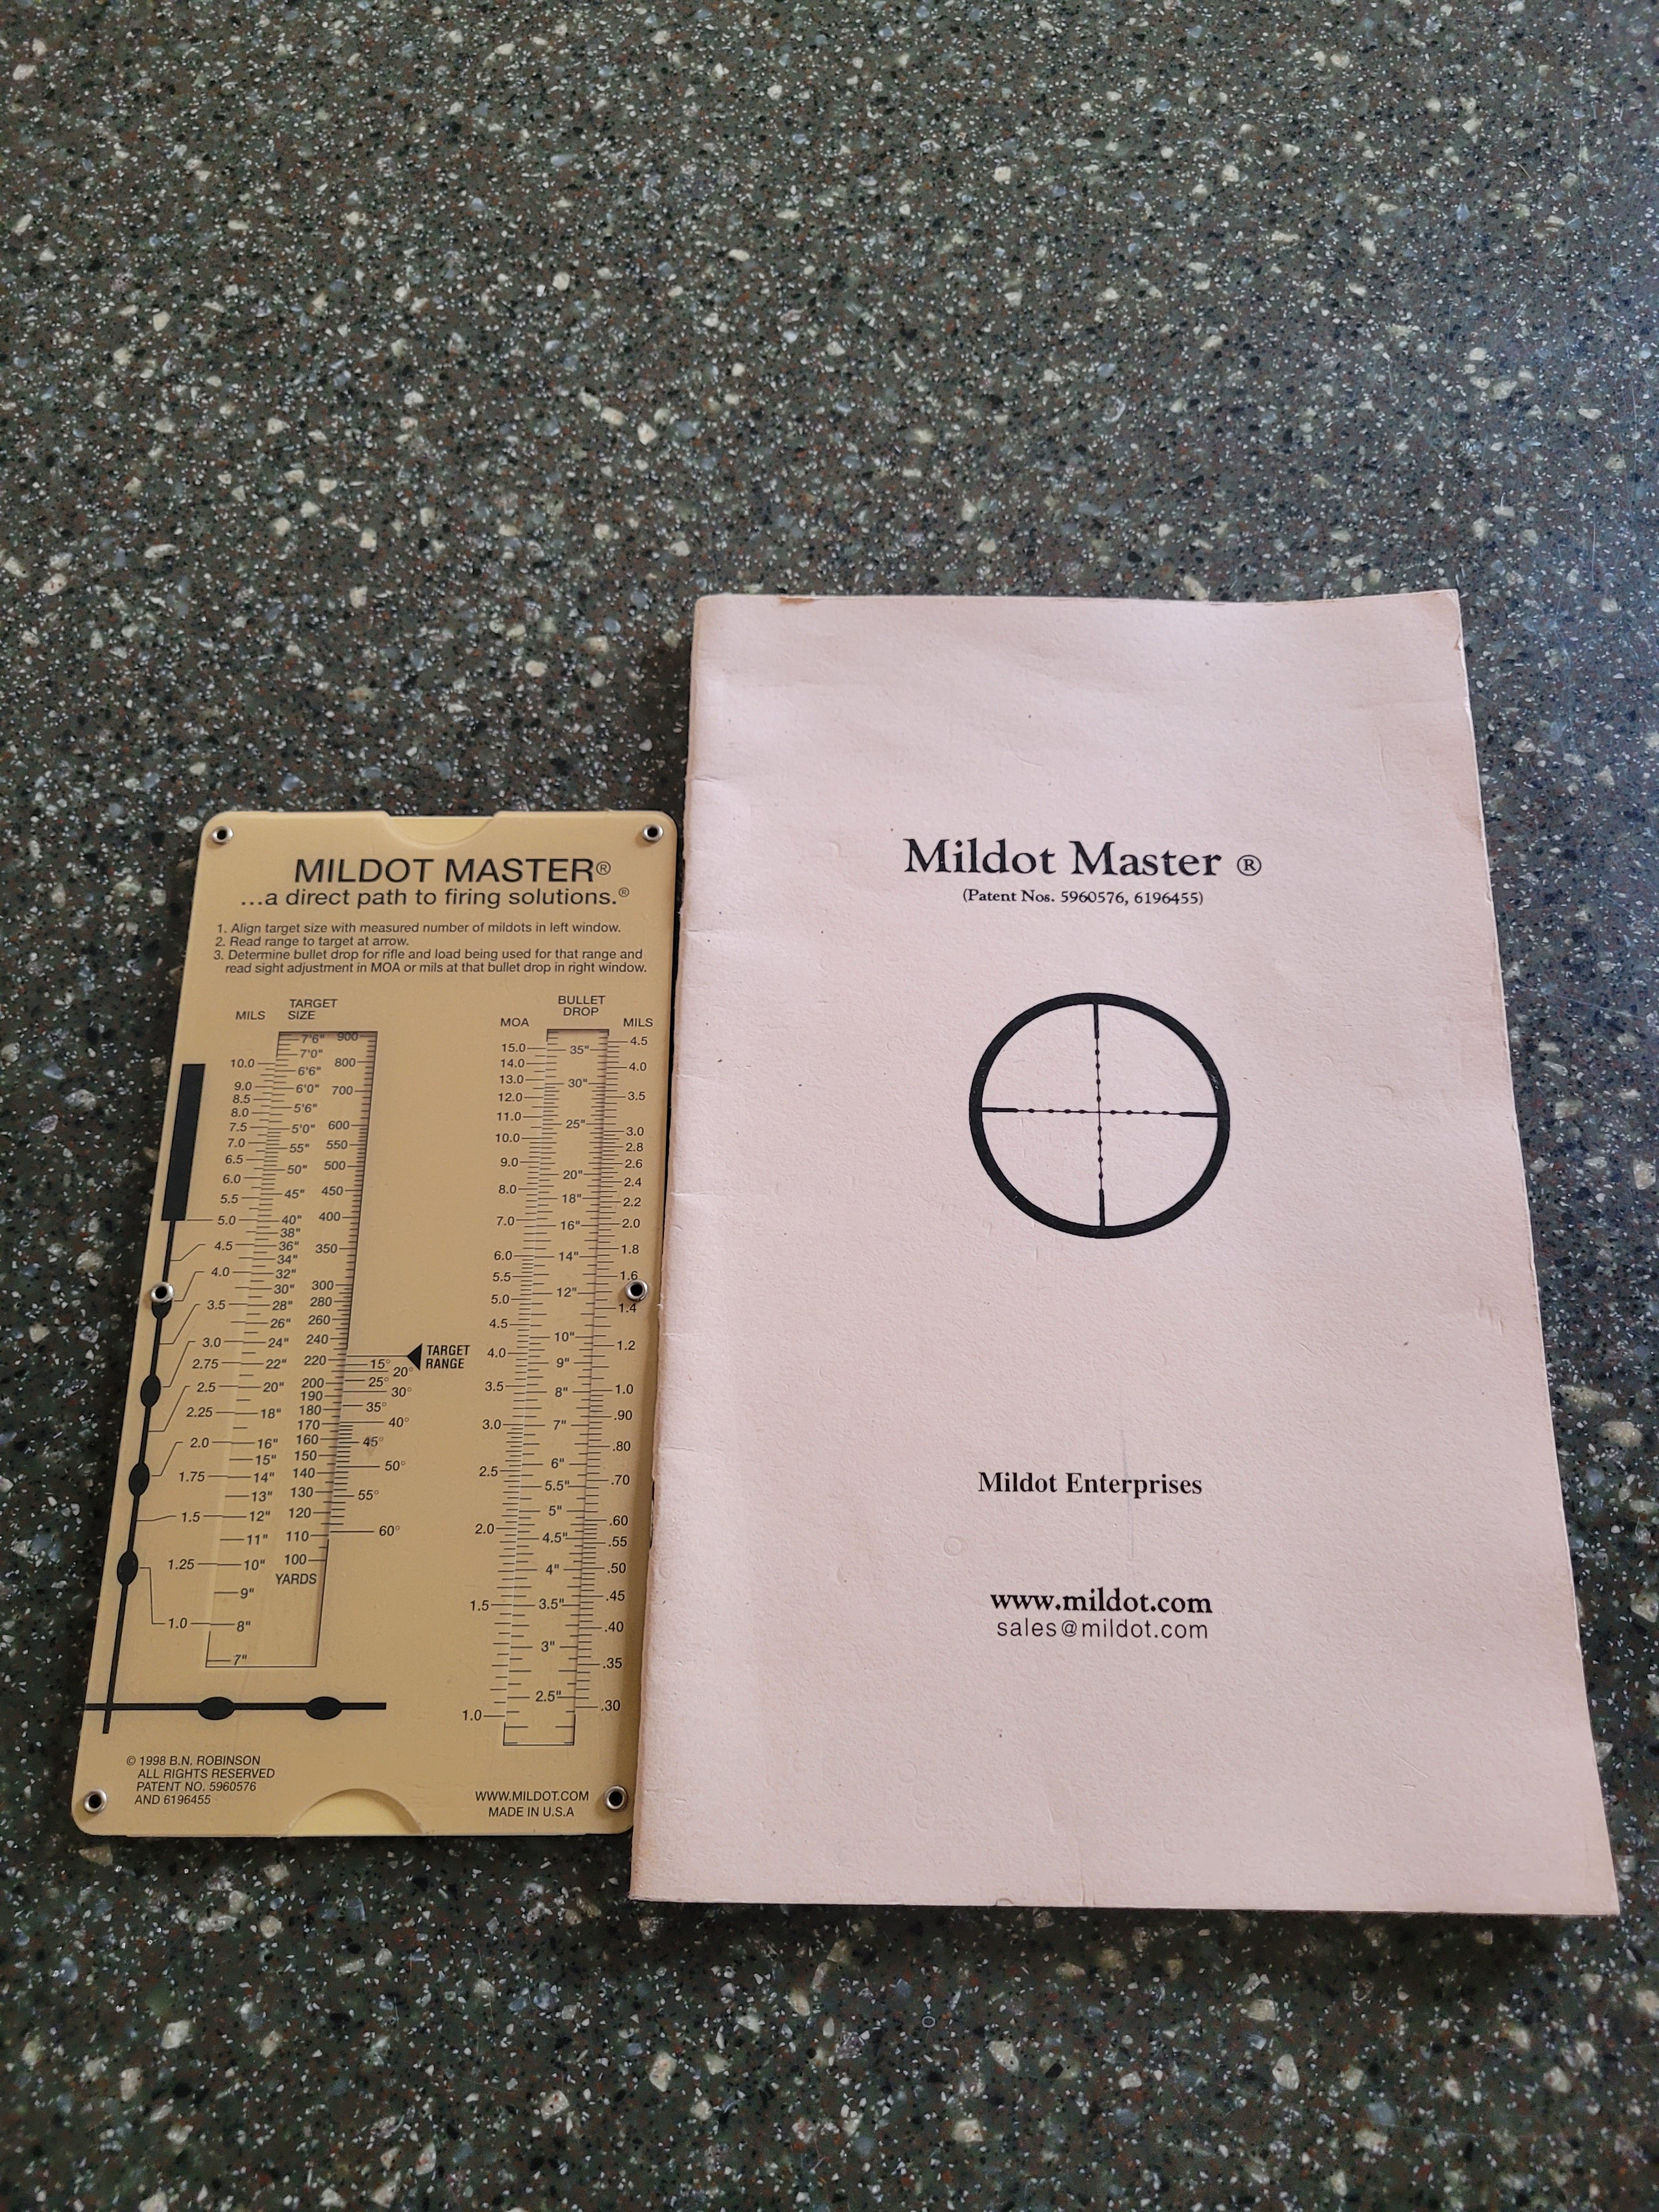 MILDOT MASTER®
...a direct path to firing solutions.®
1. Align target size with measured number of mildots in left window.
2. Read range to target at arrow.
3. Determine bullet drop for rifle and load being used for that range and
read sight adjustment in MOA or mils at that bullet drop in right window.
MILS
TARGET
SIZE
7'6" 900
7'0"
10.0 6'6" 800
9.0 6'0" 700
8.5
8.0 5'6"
7.5 5'0" 600
7.0 55" 550
6.5 50" 500
6.0
5.5 45" 450
5.0 40" 400
38"
4.5 36" 350
34"
4.0 32"
30" 300
3.5 28" 280
26" 260
3.0 24" 240
2.75 22" 220
2.5 20" 200
190
2.25 18" 180
170
2.0 16" 160
15" 150
1.75 14" 140
13" 130
1.5 12" 120
11" 110
1.25 10" 100
YARDS
9"
1.0 8"
7"
TARGET
RANGE
15°
20°
25°
30°
35°
40°
45°
50°
55°
60°
MOA
BULLET
DROP
MILS
15.0
14.0
13.0
12.0
11.0
10.0
9.0
8.0
7.0
6.0
5.5
5.0
4.5
4.0
3.5
3.0
2.5
2.0
1.5
1.0
35"
30"
25"
20"
18"
16"
14"
12"
10"
9"
8"
7"
6"
5.5"
5"
4.5"
4"
3.5"
3"
2.5"
4.5
4.0
3.5
3.0
2.8
2.6
2.4
2.2
2.0
1.8
1.6
1.4
1.2
1.0
.90
.80
.70
.60
.55
.50
.45
.40
.35
.30
© 1998 B.N. ROBINSON
ALL RIGHTS RESERVED
PATENT NO. 5960576
AND 6196455
WWW.MILDOT.COM
MADE IN U.S.A
Mildot Master ®
(Patent Nos. 5960576, 6196455)
Mildot Enterprises
www.mildot.com
sales@mildot.com